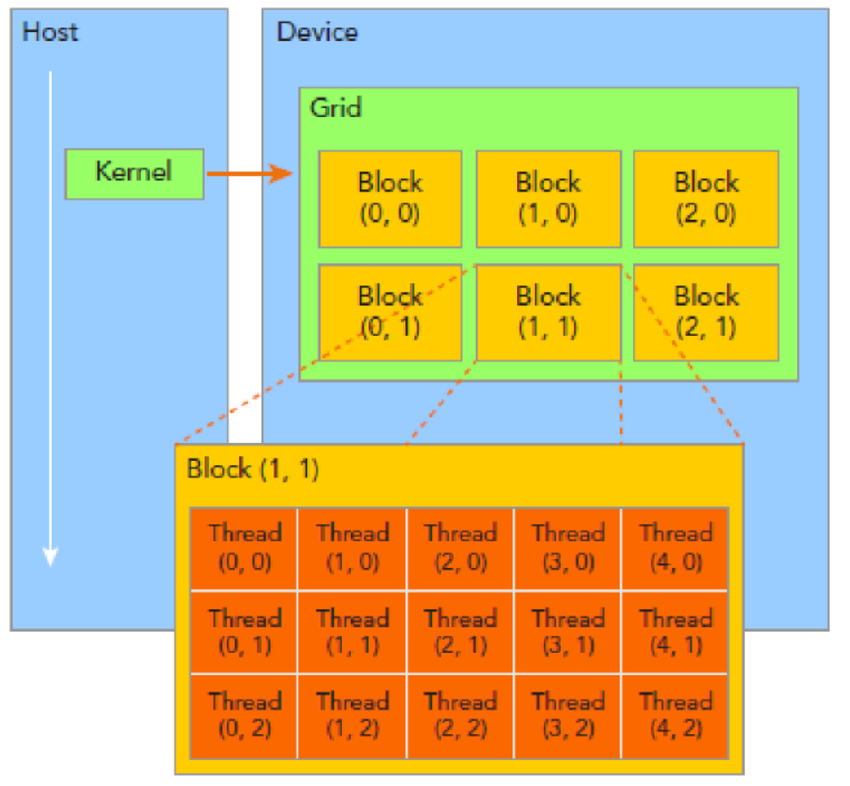 Host
Device
Grid
Kernel
Block
(0, 0)
Block
(1, 0)
Block
(2, 0)
Block
(0, 1)
Block
(1, 1)
Block
(2, 1)
Block (1, 1)
Thread
(0, 0)
Thread
(1, 0)
Thread
(2, 0)
Thread
(3, 0)
Thread
(4, 0)
Thread
(0, 1)
Thread
(1, 1)
Thread
(2, 1)
Thread
(3, 1)
Thread
(4, 1)
Thread
(0, 2)
Thread
(1, 2)
Thread
(2, 2)
Thread
(3, 2)
Thread
(4, 2)